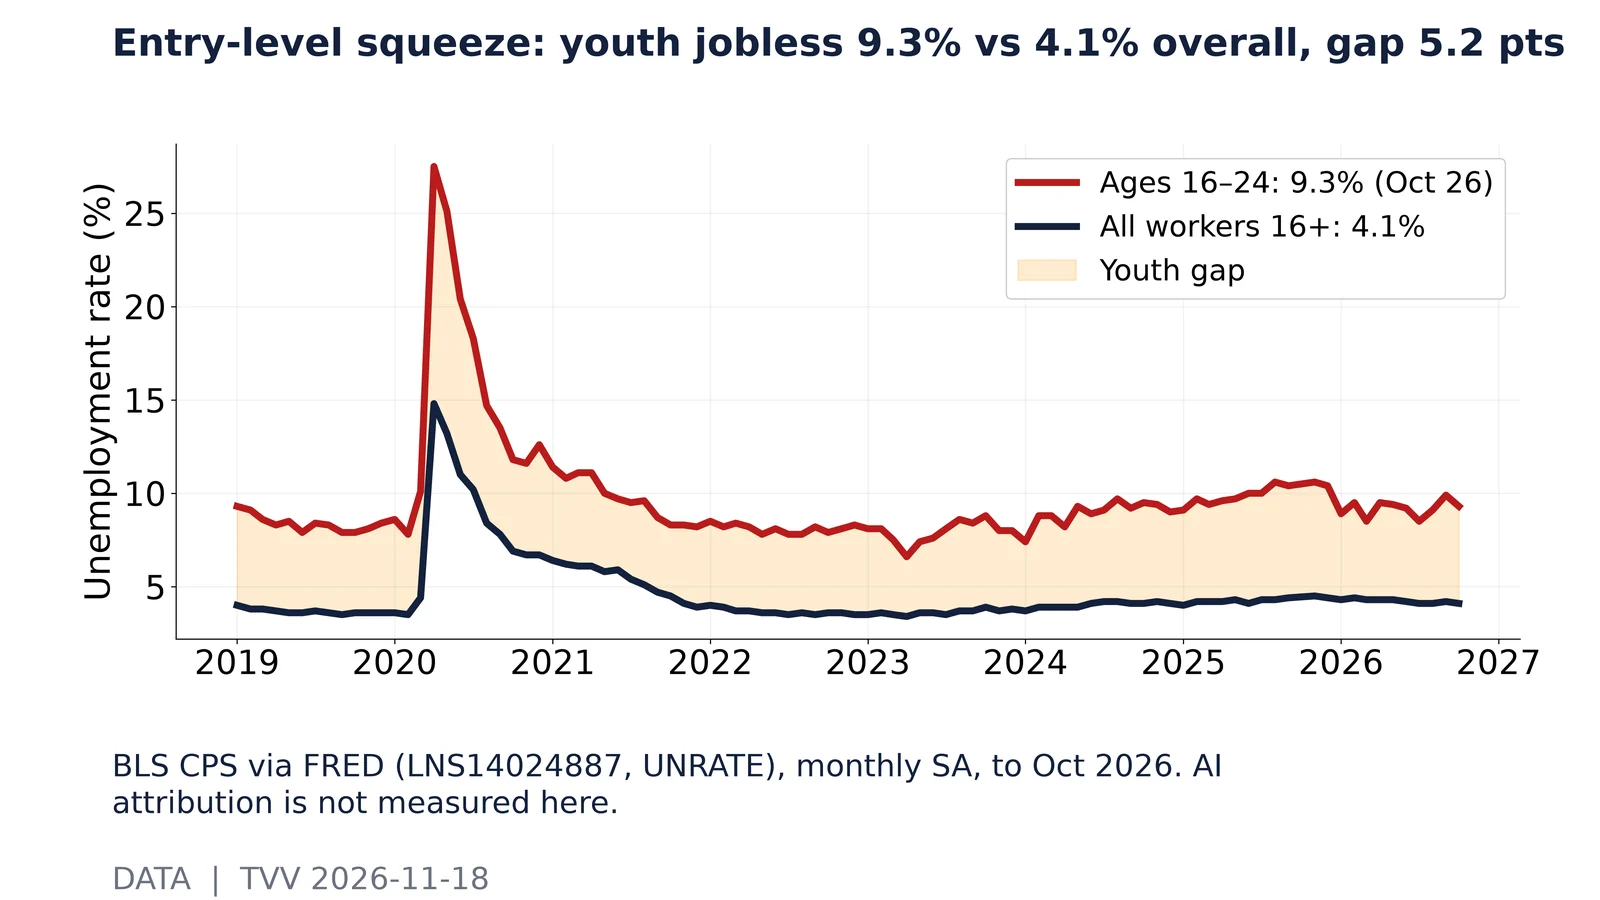 Entry-level squeeze: youth jobless 9.3% vs 4.1% overall, gap 5.2 pts
Unemployment rate (%)
25
20
15
10
5
Ages 16–24: 9.3% (Oct 26)
All workers 16+: 4.1%
Youth gap
2019 2020 2021 2022 2023 2024 2025 2026 2027
BLS CPS via FRED (LNS14024887, UNRATE), monthly SA, to Oct 2026. AI
attribution is not measured here.
DATA | TVV 2026-11-18